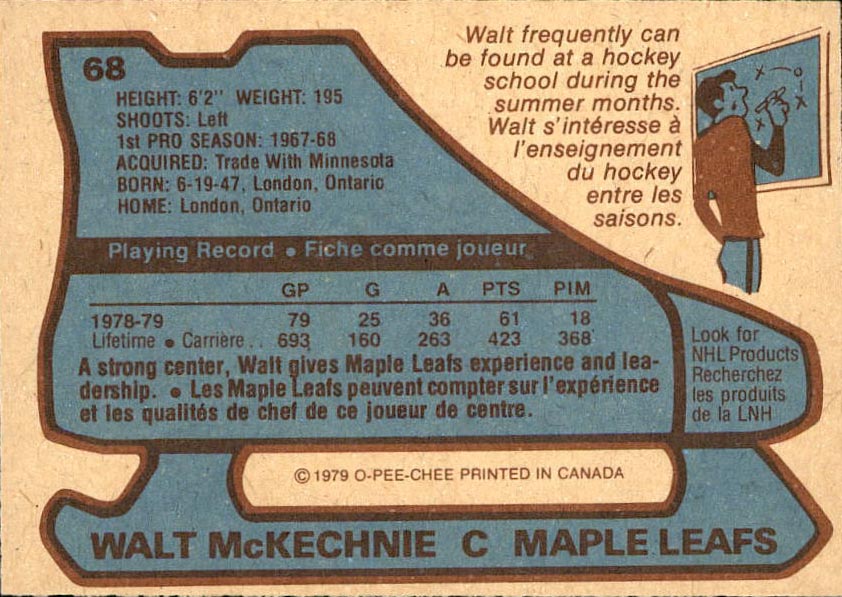 68
HEIGHT: 6'2" WEIGHT: 195
SHOOTS: Left
1st PRO SEASON: 1967-68
ACQUIRED: Trade With Minnesota
BORN: 6-19-47, London, Ontario
HOME: London, Ontario
Walt frequently can
be found at a hockey
school during the
summer months.
Walt s'intéresse à
l'enseignement
du hockey
entre les
saisons.
Playing Record • Fiche comme joueur
GP G A PTS PIM
1978-79 79 25 36 61 18
Lifetime • Carrière . . 693 160 263 423 368
A strong center, Walt gives Maple Leafs experience and lea-
dership. • Les Maple Leafs peuvent compter sur l'expérience
et les qualités de chef de ce joueur de centre.
Look for
NHL Products
Recherchez
les produits
de la LNH
© 1979 O-PEE-CHEE PRINTED IN CANADA
WALT McKECHNIE C MAPLE LEAFS